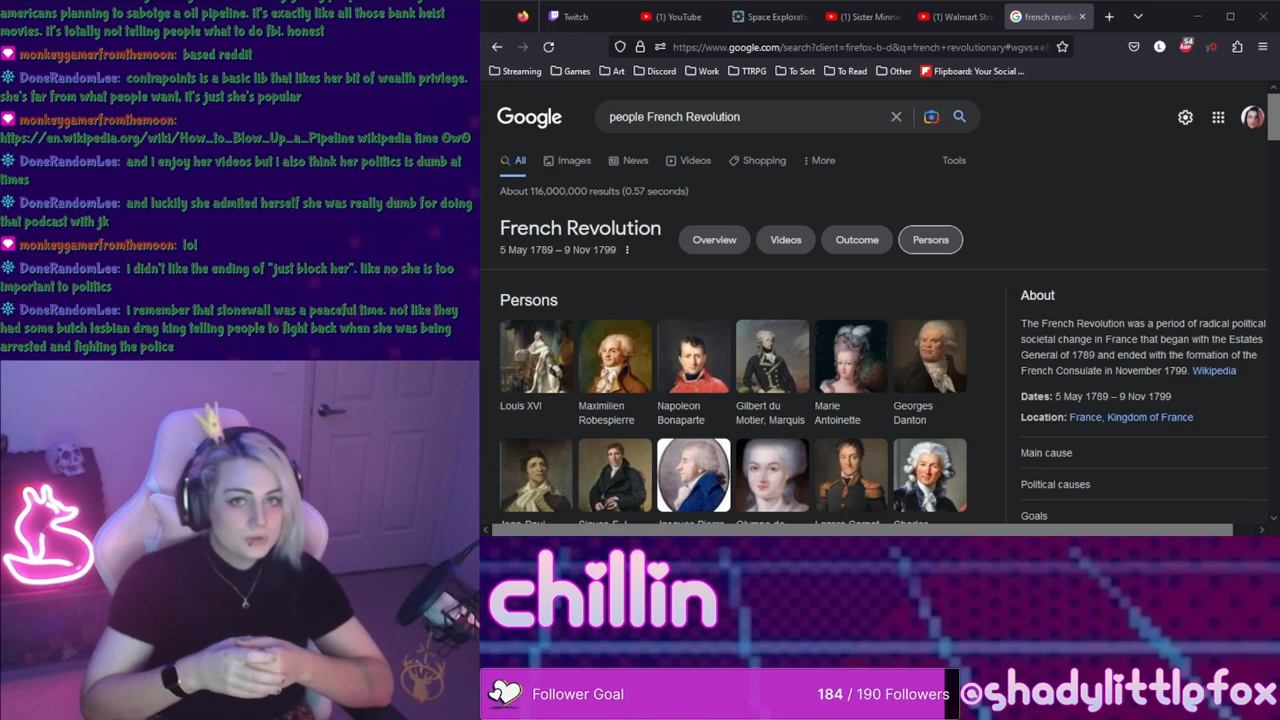 americans planning to sabotge a oil pipeline. it's exactly like all those bank heist
movies. it's totally not telling people what to do fbi. honest
monkeygamerfromthemoon: based reddit
DoneRandomLee: contrapoints is a basic lib that likes her bit of wealth privlege.
she's far from what people want, it's just she's popular
monkeygamerfromthemoon:
https://en.wikipedia.org/wiki/How_to_Blow_Up_a_Pipeline wikipedia time OwO
DoneRandomLee: and i enjoy her videos but i also think her politics is dumb at
times
DoneRandomLee: and luckily she admited herself she was really dumb for doing
that podcast with jk
monkeygamerfromthemoon: lol
DoneRandomLee: i didn't like the ending of "just block her". like no she is too
important to politics
DoneRandomLee: i remember that stonewall was a peaceful time. not like they
had some butch lesbian drag king telling people to fight back when she was being
arrested and fighting the police
Twitch
(1) YouTube
Space Exploratio
(1) Sister Minnie
(1) Walmart Stre
french revolu
https://www.google.com/search?client=firefox-b-d&q=french+revolutionary#wgvs=e
54
Streaming
Games
Art
Discord
Work
TTRPG
To Sort
To Read
Other
Flipboard: Your Social ...
Google
people French Revolution
All
Images
News
Videos
Shopping
More
Tools
About 116,000,000 results (0.57 seconds)
French Revolution
5 May 1789 – 9 Nov 1799
Overview
Videos
Outcome
Persons
Persons
Louis XVI
Maximilien
Robespierre
Napoleon
Bonaparte
Gilbert du
Motier, Marquis
Marie
Antoinette
Georges
Danton
About
The French Revolution was a period of radical political
societal change in France that began with the Estates
General of 1789 and ended with the formation of the
French Consulate in November 1799. Wikipedia
Dates: 5 May 1789 – 9 Nov 1799
Location: France, Kingdom of France
Main cause
Political causes
Goals
chillin
Follower Goal
184 / 190 Followers
@shadylittlefox